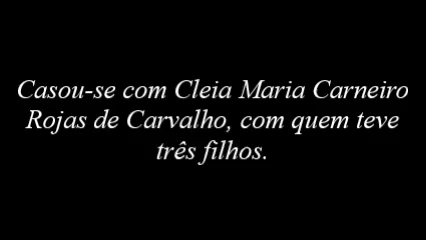 Casou-se com Cleia Maria Carneiro
Rojas de Carvalho, com quem teve
três filhos.